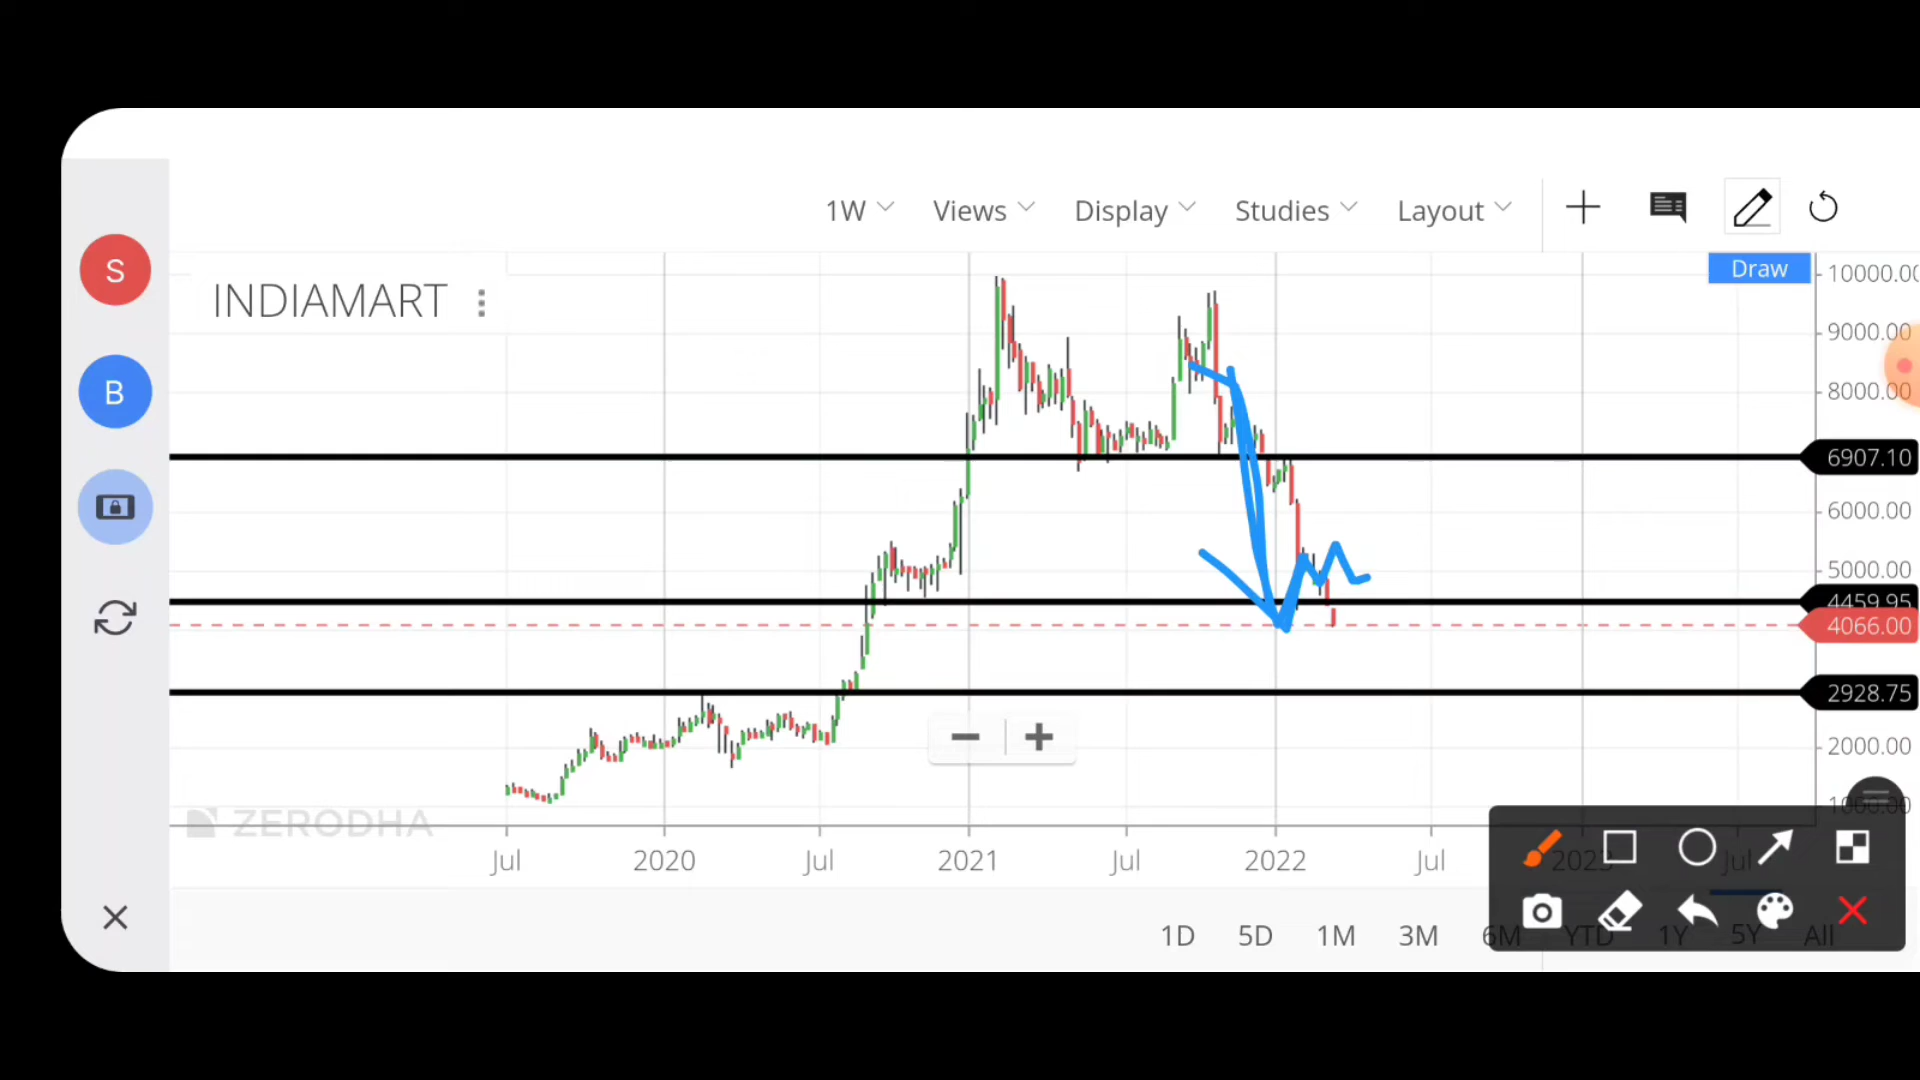 1W Views Display Studies Layout
Draw
S
INDIAMART
B
10000.00
9000.00
8000.00
6907.10
6000.00
5000.00
4459.95
4066.00
2928.75
2000.00
1000.00
ZERODHA
Jul 2020 Jul 2021 Jul 2022 Jul 2023 Jul
1D 5D 1M 3M 6M YTD 1Y 5Y All